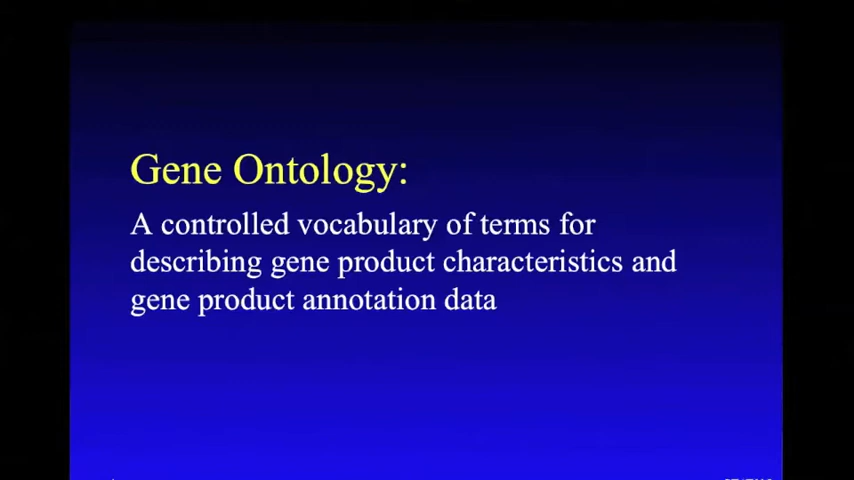 Gene Ontology:
A controlled vocabulary of terms for
describing gene product characteristics and
gene product annotation data